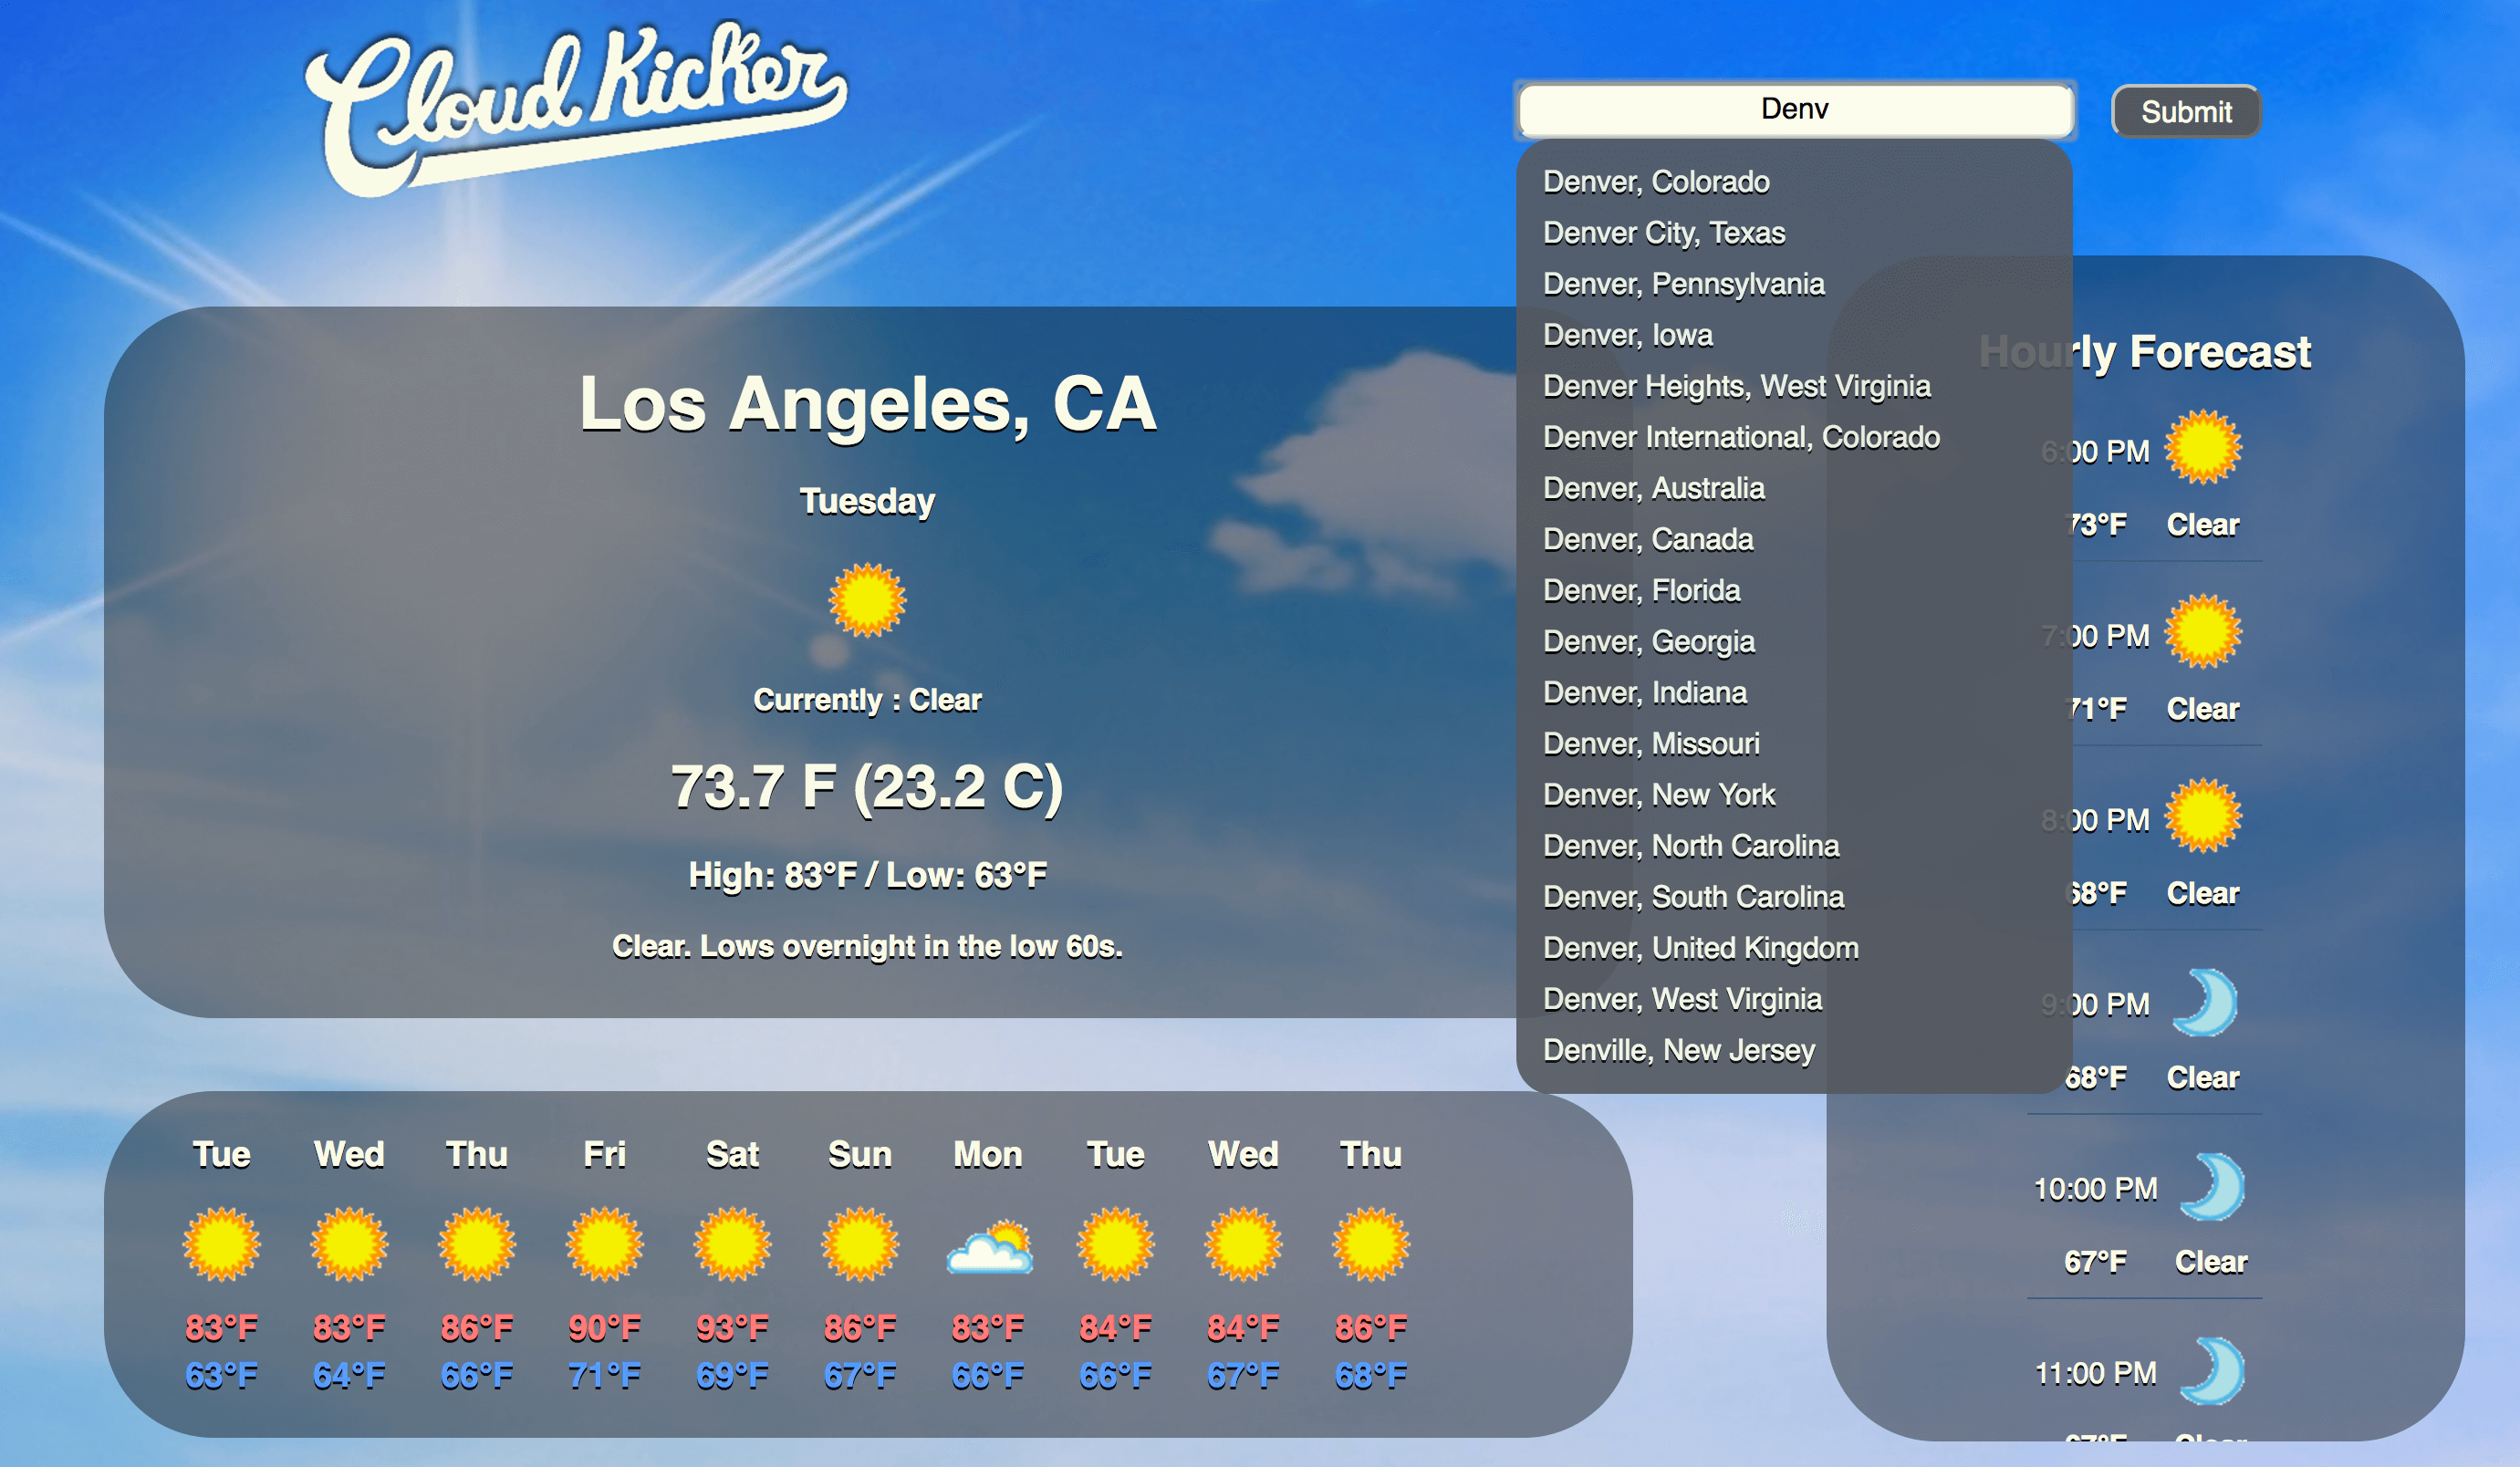 Cloud Kicker
Denv
Submit
Denver, Colorado
Denver City, Texas
Denver, Pennsylvania
Denver, Iowa
Denver Heights, West Virginia
Denver International, Colorado
Denver, Australia
Denver, Canada
Denver, Florida
Denver, Georgia
Denver, Indiana
Denver, Missouri
Denver, New York
Denver, North Carolina
Denver, South Carolina
Denver, United Kingdom
Denver, West Virginia
Denville, New Jersey
Los Angeles, CA
Tuesday
Currently : Clear
73.7 F (23.2 C)
High: 83°F / Low: 63°F
Clear. Lows overnight in the low 60s.
Tue Wed Thu Fri Sat Sun Mon Tue Wed Thu
83°F 83°F 86°F 90°F 93°F 86°F 83°F 84°F 84°F 86°F
63°F 64°F 66°F 71°F 69°F 67°F 66°F 66°F 67°F 68°F
Hourly Forecast
6:00 PM
73°F Clear
7:00 PM
71°F Clear
8:00 PM
68°F Clear
9:00 PM
68°F Clear
10:00 PM
67°F Clear
11:00 PM
67°F Clear